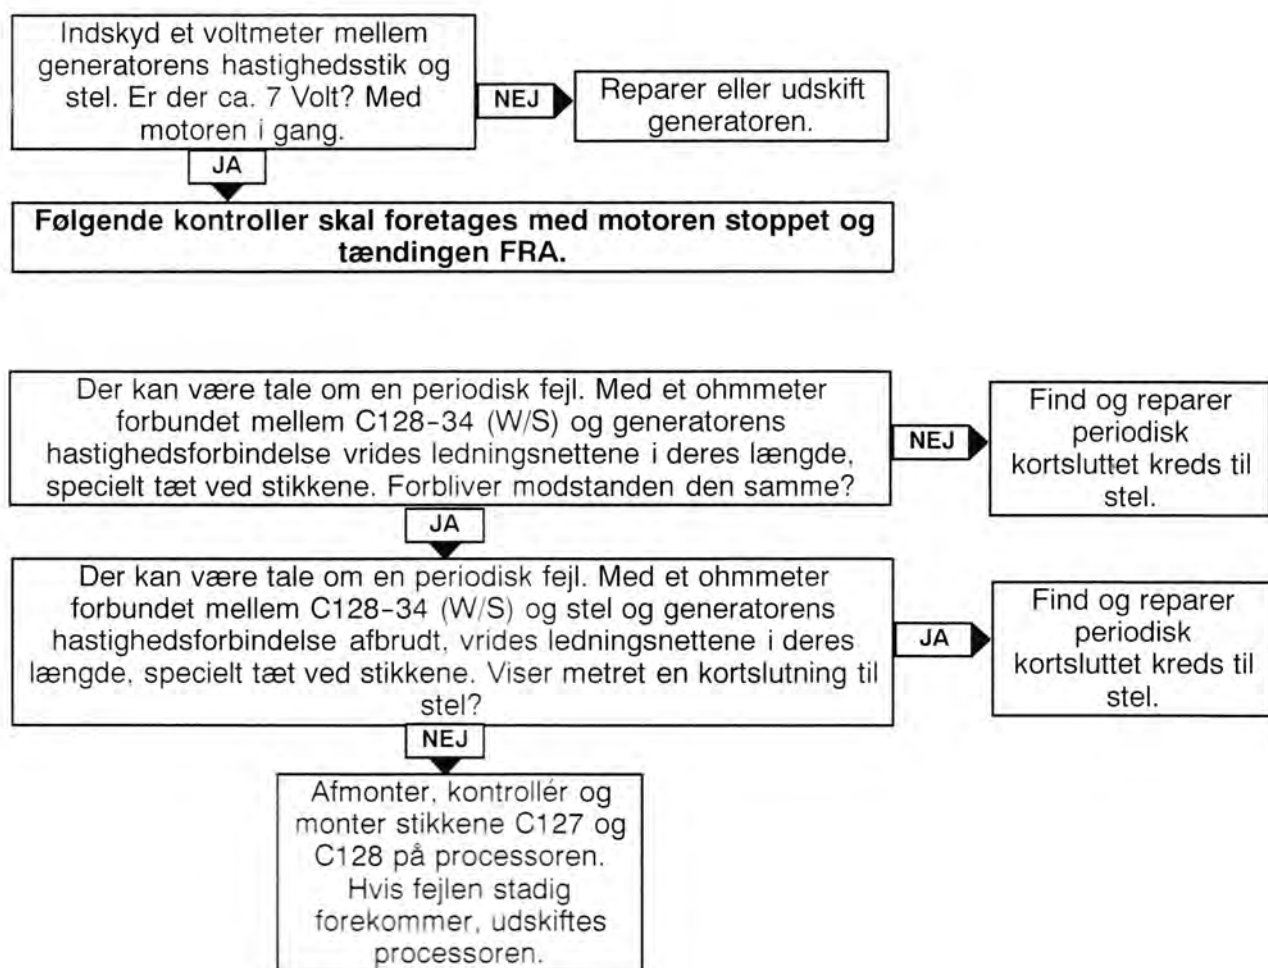 Indskyd et voltmeter mellem
generatorens hastighedsstik og
stel. Er der ca. 7 Volt? Med
motoren i gang.
NEJ
Reparer eller udskift
generatoren.
JA
Følgende kontroller skal foretages med motoren stoppet og
tændingen FRA.
Der kan være tale om en periodisk fejl. Med et ohmmeter
forbundet mellem C128-34 (W/S) og generatorens
hastighedsforbindelse vrides ledningsnettene i deres længde,
specielt tæt ved stikkene. Forbliver modstanden den samme?
NEJ
Find og reparer
periodisk
kortsluttet kreds til
stel.
JA
Der kan være tale om en periodisk fejl. Med et ohmmeter
forbundet mellem C128-34 (W/S) og stel og generatorens
hastighedsforbindelse afbrudt, vrides ledningsnettene i deres
længde, specielt tæt ved stikkene. Viser metret en kortslutning til
stel?
JA
Find og reparer
periodisk
kortsluttet kreds til
stel.
NEJ
Afmonter, kontrollér og
monter stikkene C127 og
C128 på processoren.
Hvis fejlen stadig
forekommer, udskiftes
processoren.